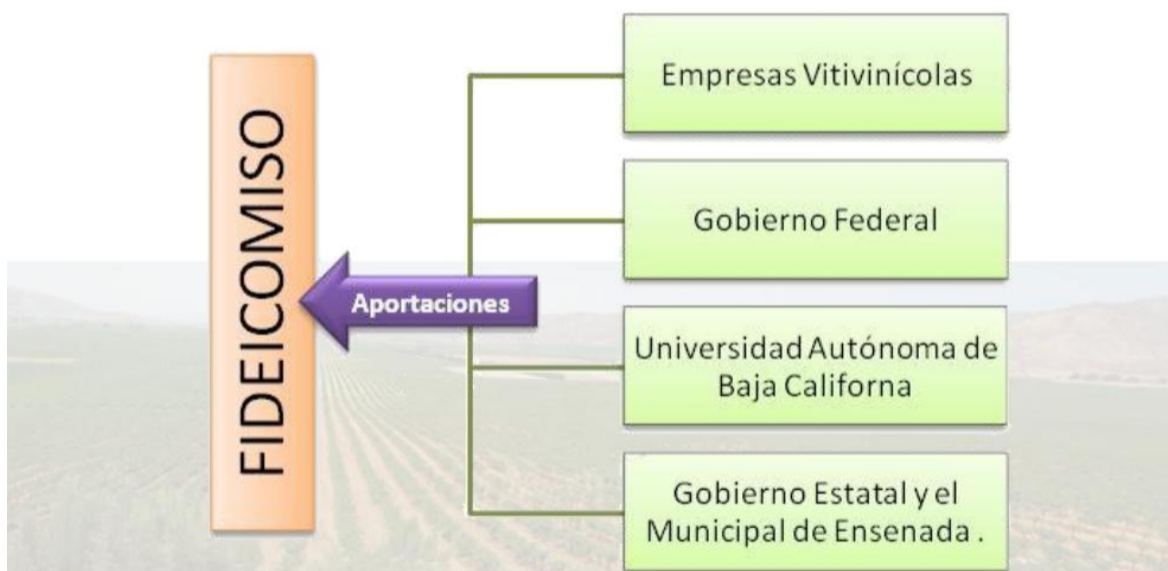 FIDEICOMISO
Aportaciones
Empresas Vitivinícolas
Gobierno Federal
Universidad Autónoma de
Baja Californa
Gobierno Estatal y el
Municipal de Ensenada .